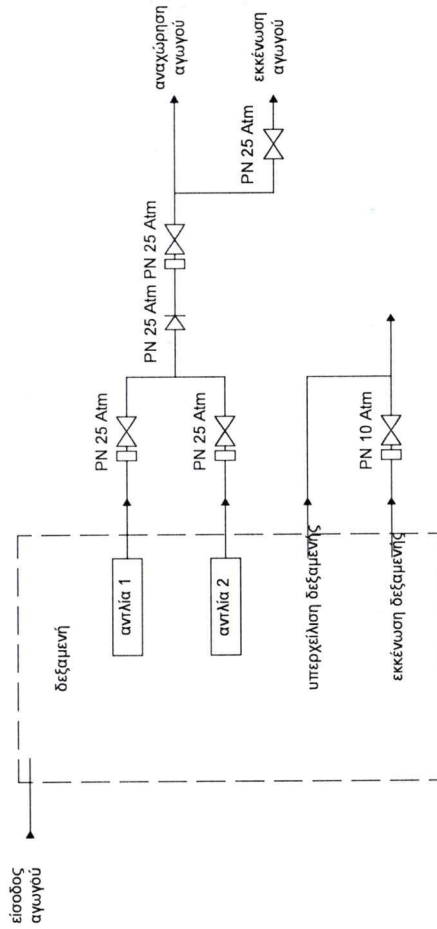 είσοδος
αγωγού
δεξαμενή
αντλία 1
αντλία 2
υπερχείλιση δεξαμενής
εκκένωση δεξαμενής
PN 25 Atm
PN 25 Atm
PN 10 Atm
PN 25 Atm
PN 25 Atm
PN 25 Atm
αναχώρηση
αγωγού
εκκένωση
αγωγού